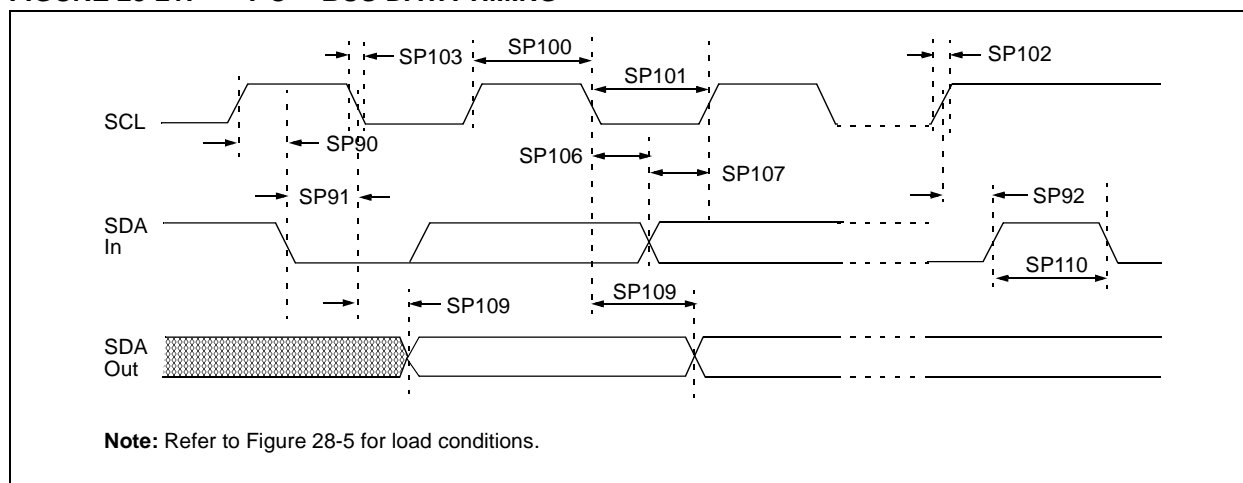 SP103
SP100
SP102
SP101
SCL
SP90
SP106
SP107
SP91
SP92
SDA
In
SP110
SP109
SP109
SDA
Out
Note: Refer to Figure 28-5 for load conditions.